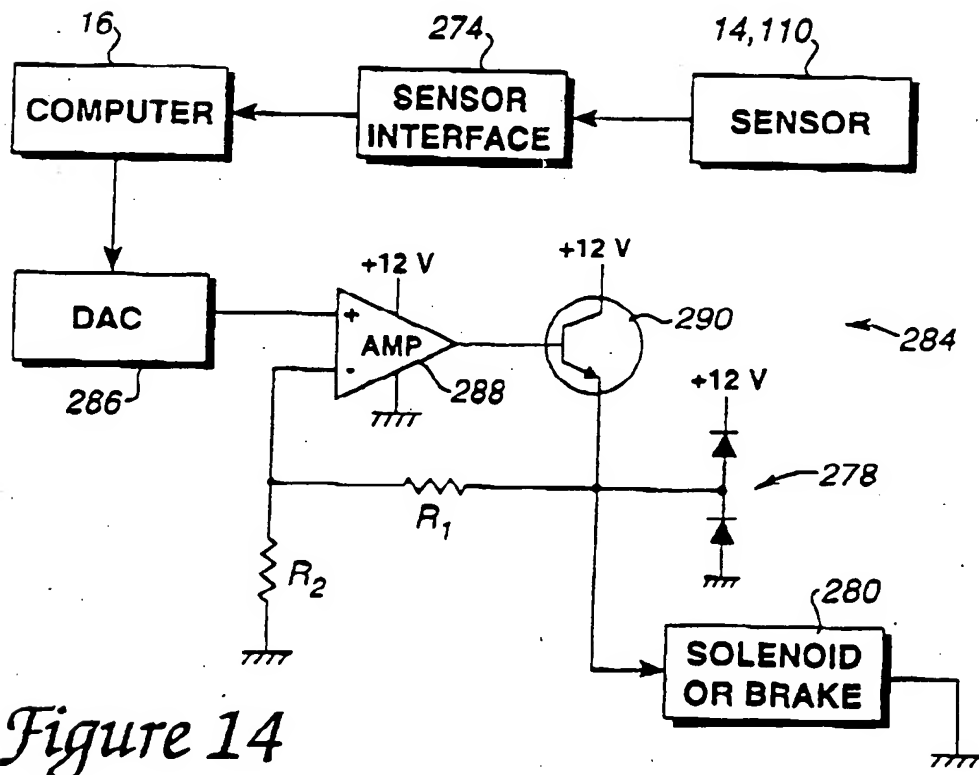 16
274
14,110
COMPUTER
SENSOR
INTERFACE
SENSOR
+12 V
+12 V
DAC
+
AMP
-
290
284
286
288
+12 V
278
R1
R2
280
SOLENOID
OR BRAKE
Figure 14